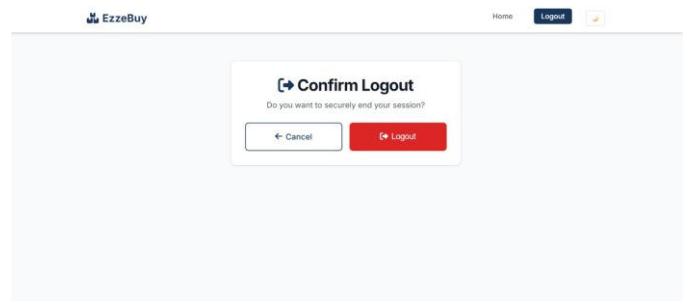 EzzeBuy
Home
Logout
Confirm Logout
Do you want to securely end your session?
Cancel
Logout